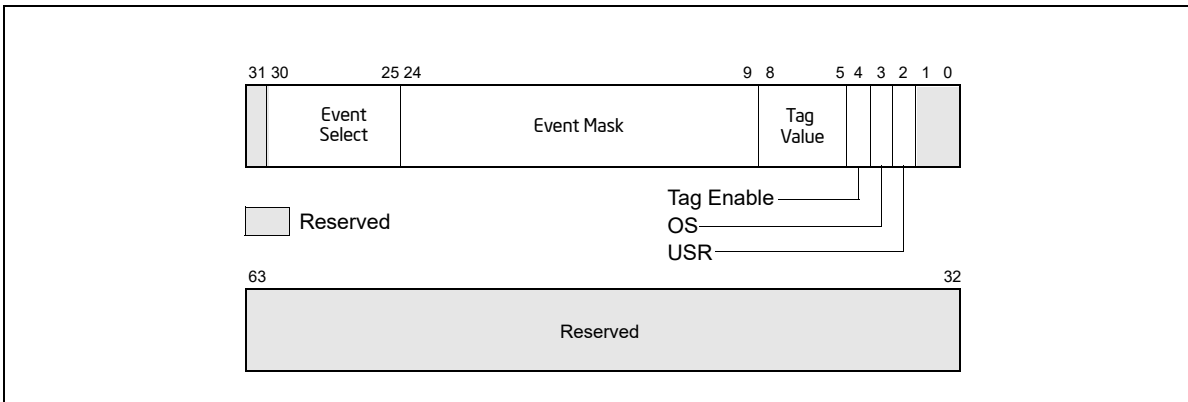 31 30 25 24 9 8 5 4 3 2 1 0
Event
Select
Event Mask
Tag
Value
Tag Enable
OS
USR
Reserved
63 32
Reserved